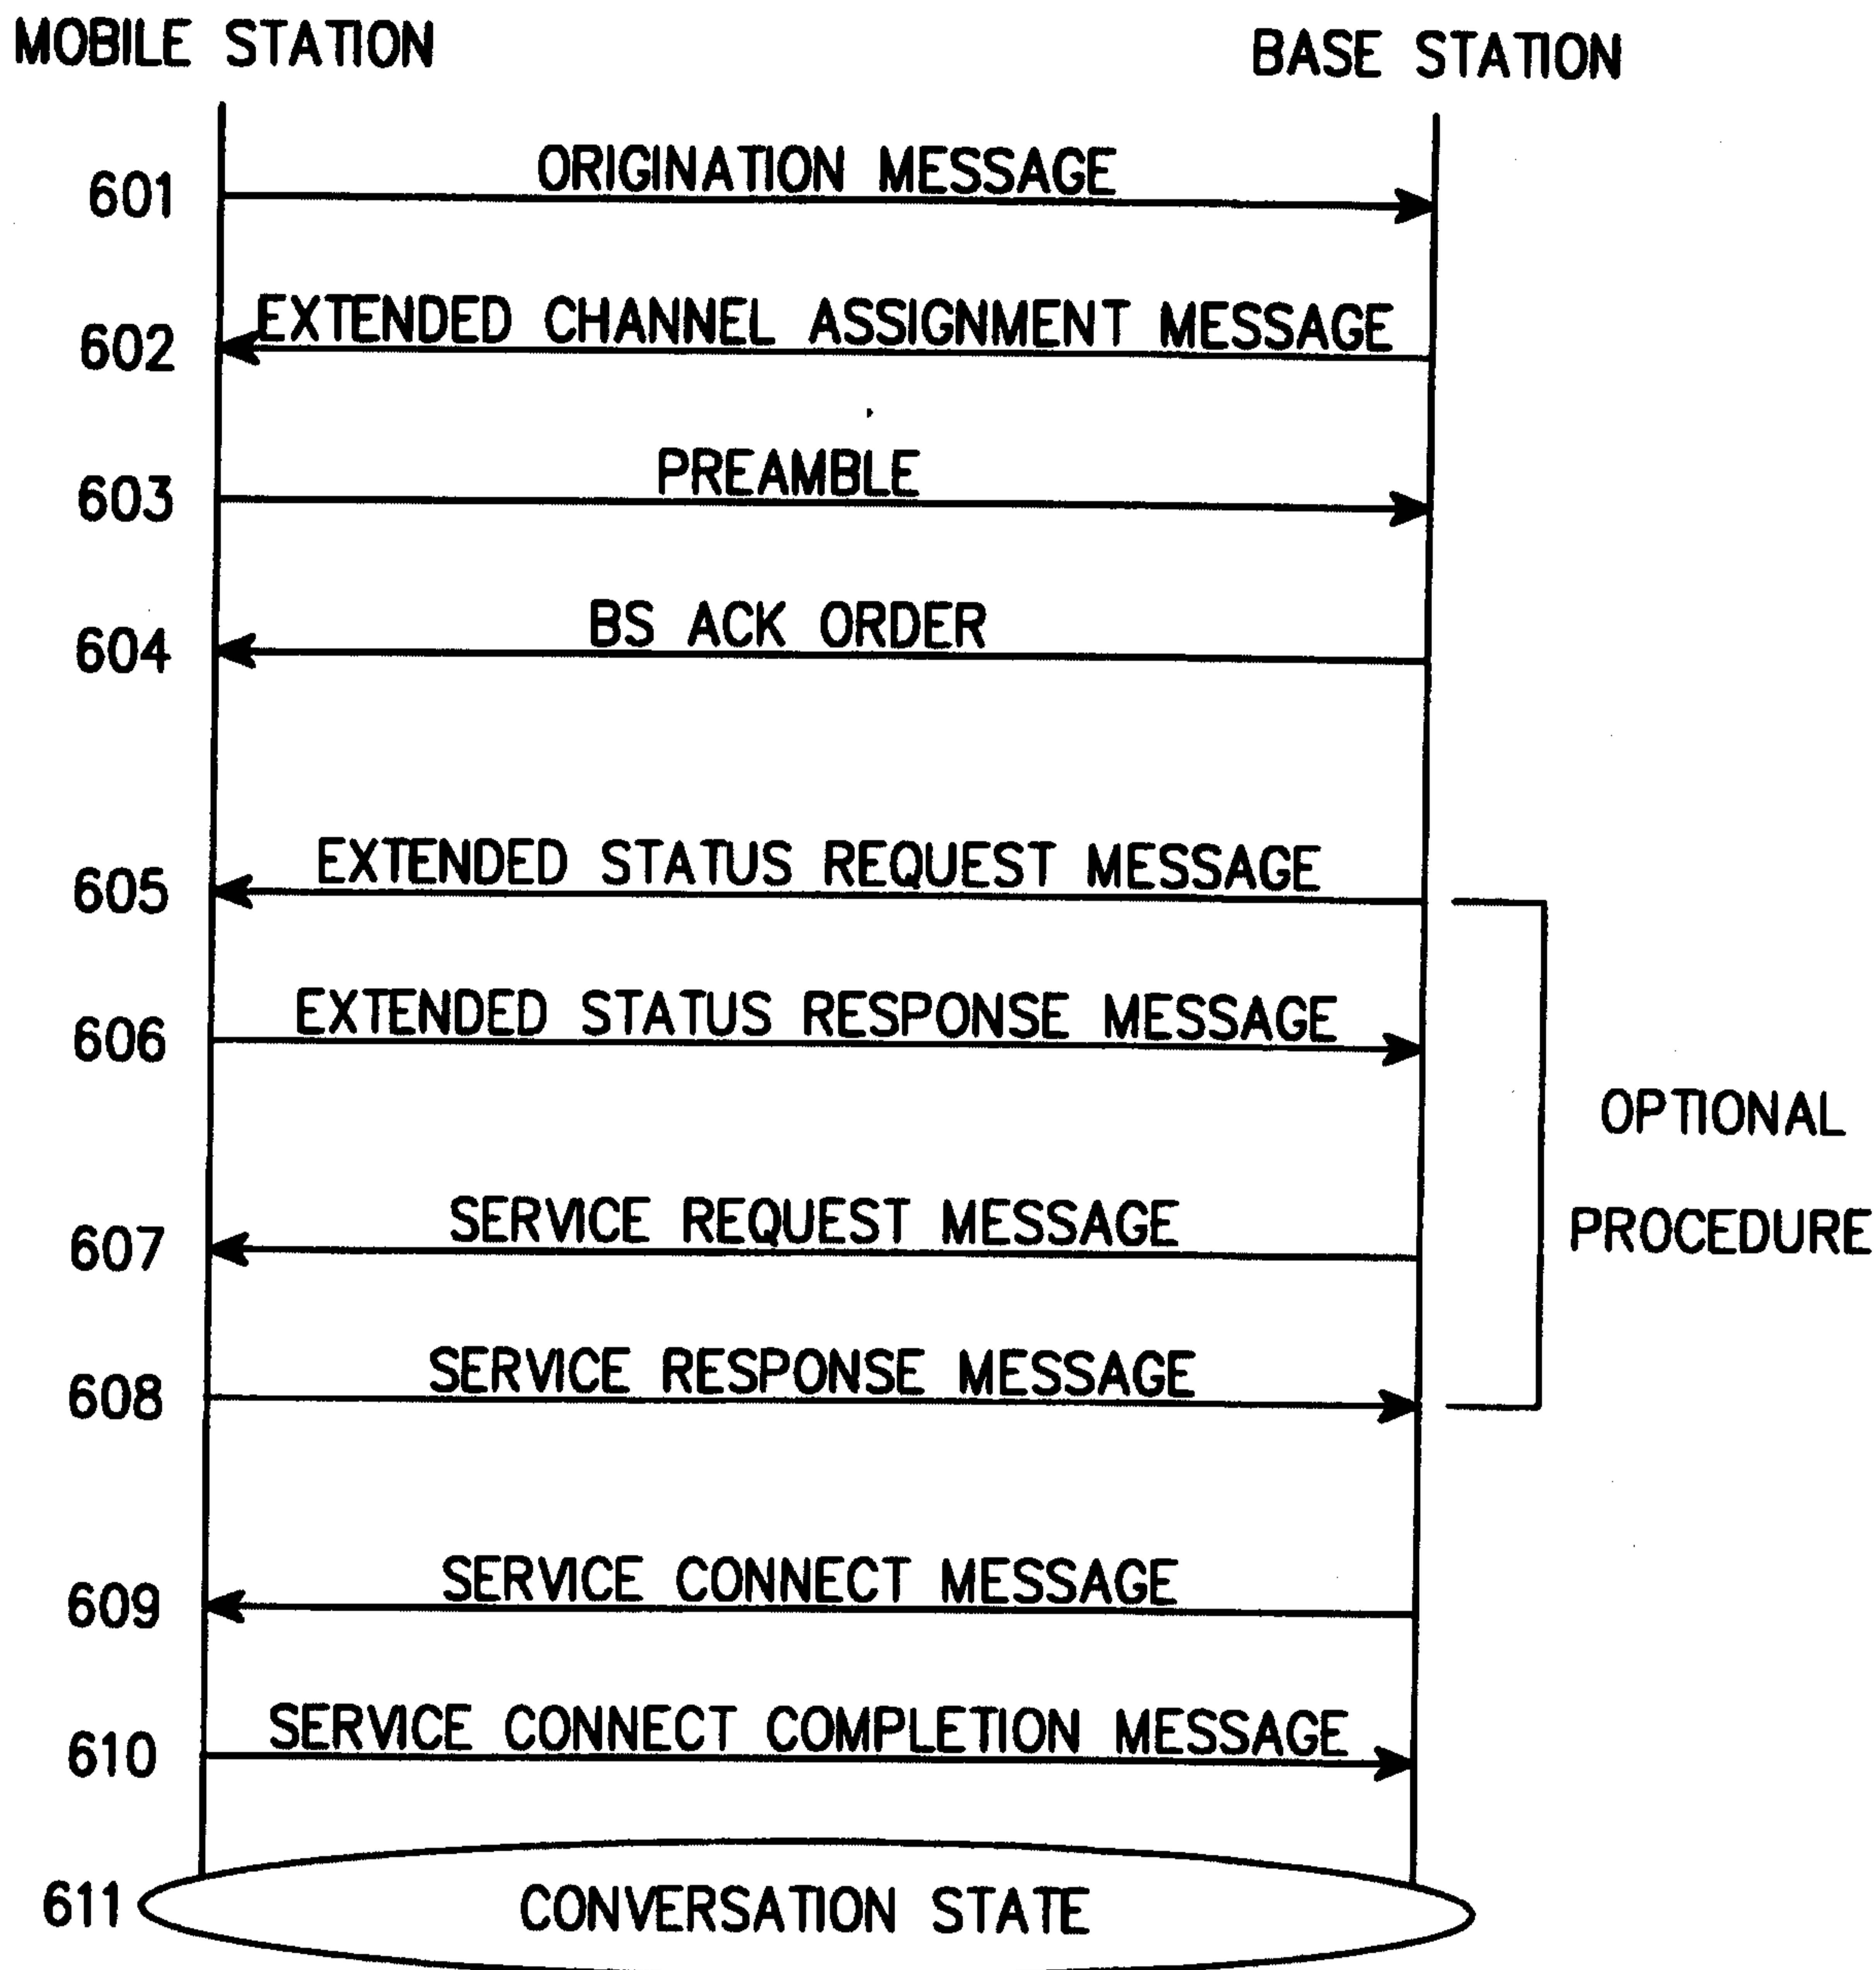 MOBILE STATION
BASE STATION
601
ORIGINATION MESSAGE
602
EXTENDED CHANNEL ASSIGNMENT MESSAGE
603
PREAMBLE
604
BS ACK ORDER
605
EXTENDED STATUS REQUEST MESSAGE
606
EXTENDED STATUS RESPONSE MESSAGE
OPTIONAL
PROCEDURE
607
SERVICE REQUEST MESSAGE
608
SERVICE RESPONSE MESSAGE
609
SERVICE CONNECT MESSAGE
610
SERVICE CONNECT COMPLETION MESSAGE
611
CONVERSATION STATE